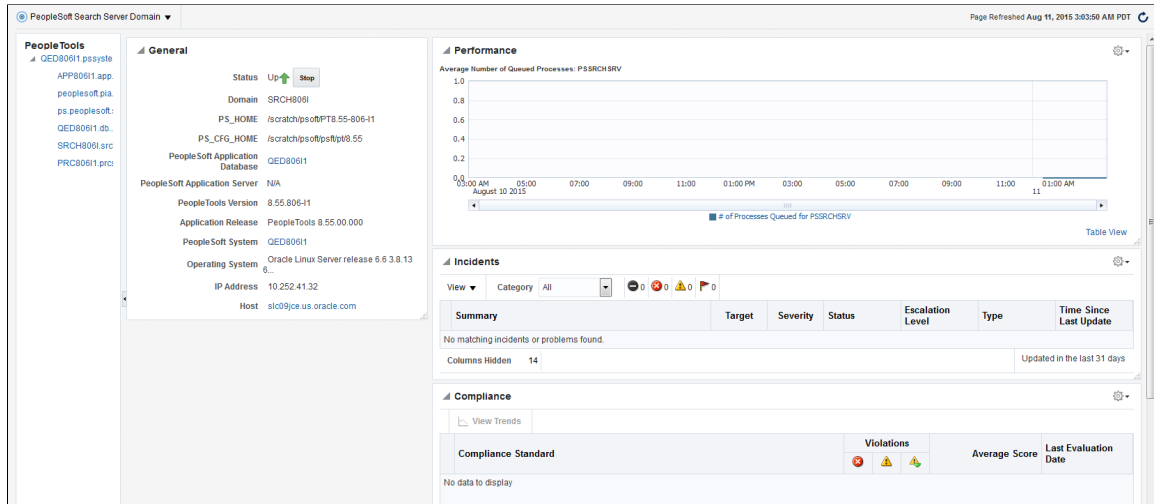 PeopleSoft Search Server Domain
Page Refreshed Aug 11, 2015 3:03:50 AM PDT
PeopleTools
QED806I1.pssyste
APP806I1.app.
peoplesoft.pia.
ps.peoplesoft.
QED806I1.db..
SRCH806I.src
PRC806I1.prcs
General
Status Up Stop
Domain SRCH806I
PS_HOME /scratch/psoft/PT8.55-806-I1
PS_CFG_HOME /scratch/psoft/psft/pt/8.55
PeopleSoft Application
Database QED806I1
PeopleSoft Application Server N/A
PeopleTools Version 8.55.806-I1
Application Release PeopleTools 8.55.00.000
PeopleSoft System QED806I1
Operating System Oracle Linux Server release 6.6 3.8.13
6...
IP Address 10.252.41.32
Host slc09jce.us.oracle.com
Performance
Average Number of Queued Processes: PSSRCHSRV
1.0
0.8
0.6
0.4
0.2
0.0
03:00 AM 05:00 07:00 09:00 11:00 01:00 PM 03:00 05:00 07:00 09:00 11:00 01:00 AM
August 10 2015 11
# of Processes Queued for PSSRCHSRV
Table View
Incidents
View Category All 0 0 0 0
Summary Target Severity Status Escalation Level Type Time Since Last Update
No matching incidents or problems found.
Columns Hidden 14 Updated in the last 31 days
Compliance
View Trends
Compliance Standard Violations Average Score Last Evaluation Date
No data to display